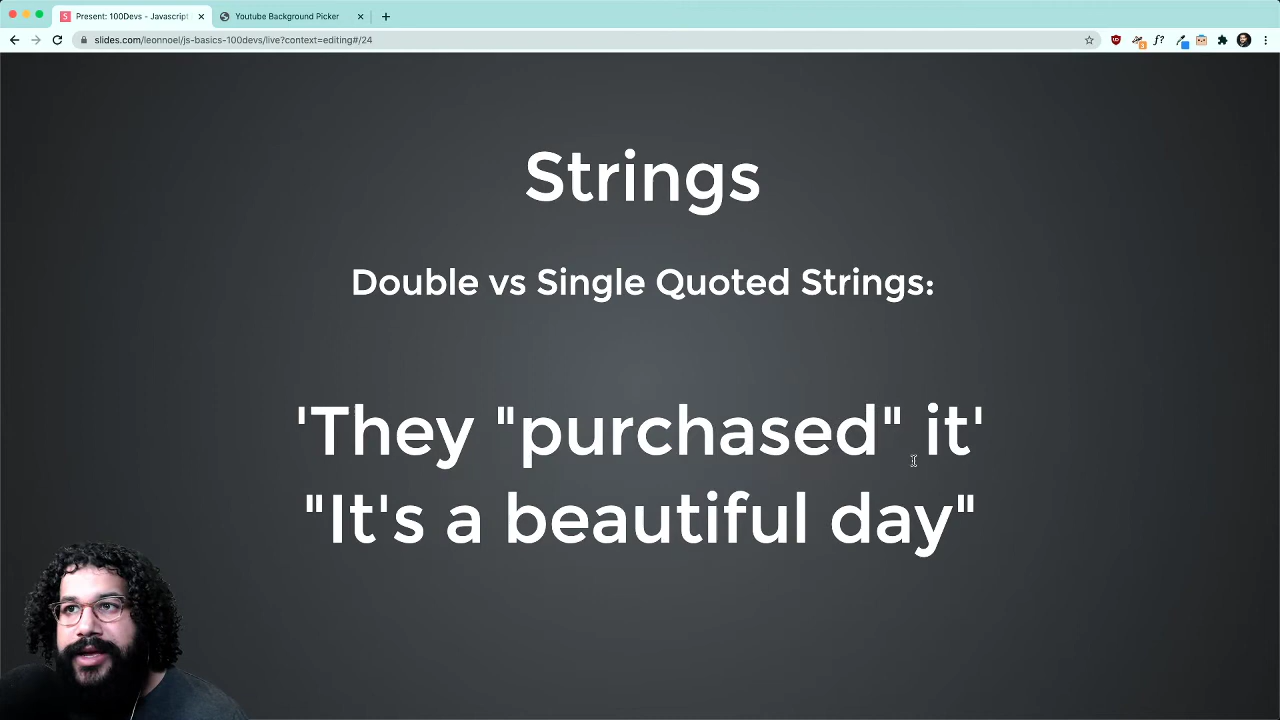 Present: 100Devs - Javascript
Youtube Background Picker
slides.com/leonnoel/js-basics-100devs/live?context=editing#/24
Strings
Double vs Single Quoted Strings:
'They "purchased" it'
"It's a beautiful day"